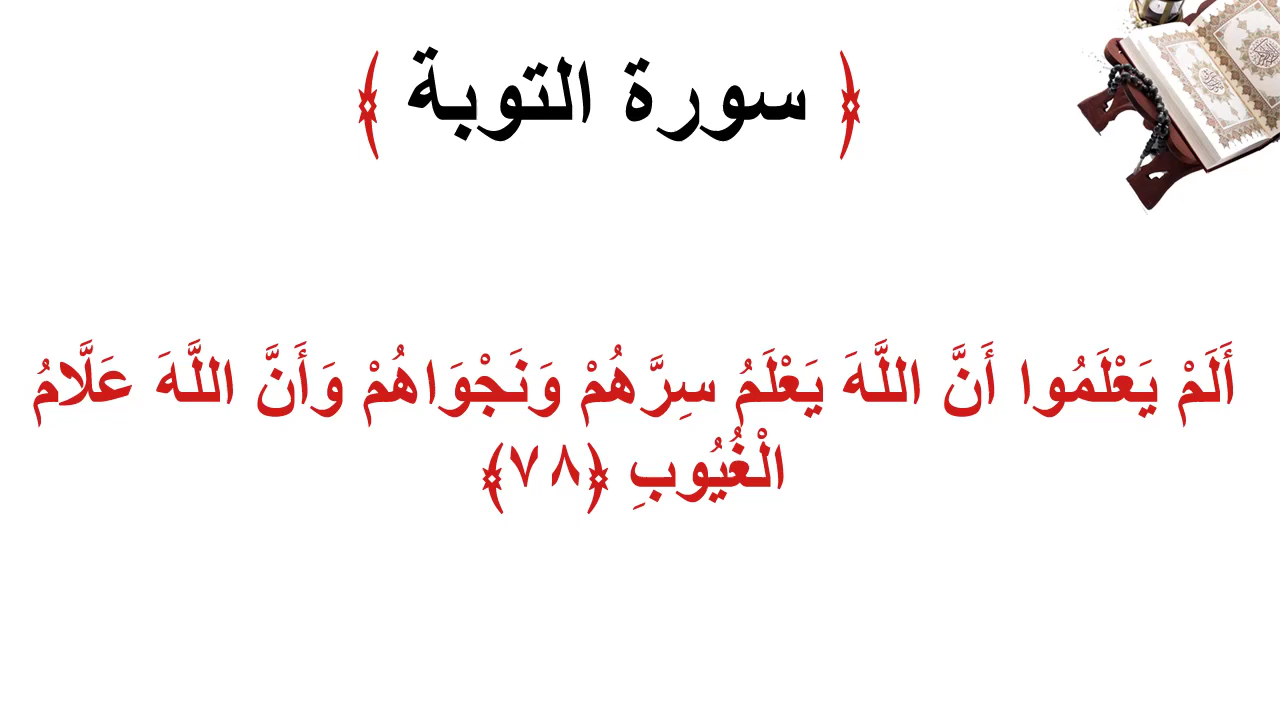 ﴿ سورة التوبة ﴾
أَلَمْ يَعْلَمُوا أَنَّ اللَّهَ يَعْلَمُ سِرَّهُمْ وَنَجْوَاهُمْ وَأَنَّ اللَّهَ عَلَّامُ
الْغُيُوبِ ﴿٧٨﴾